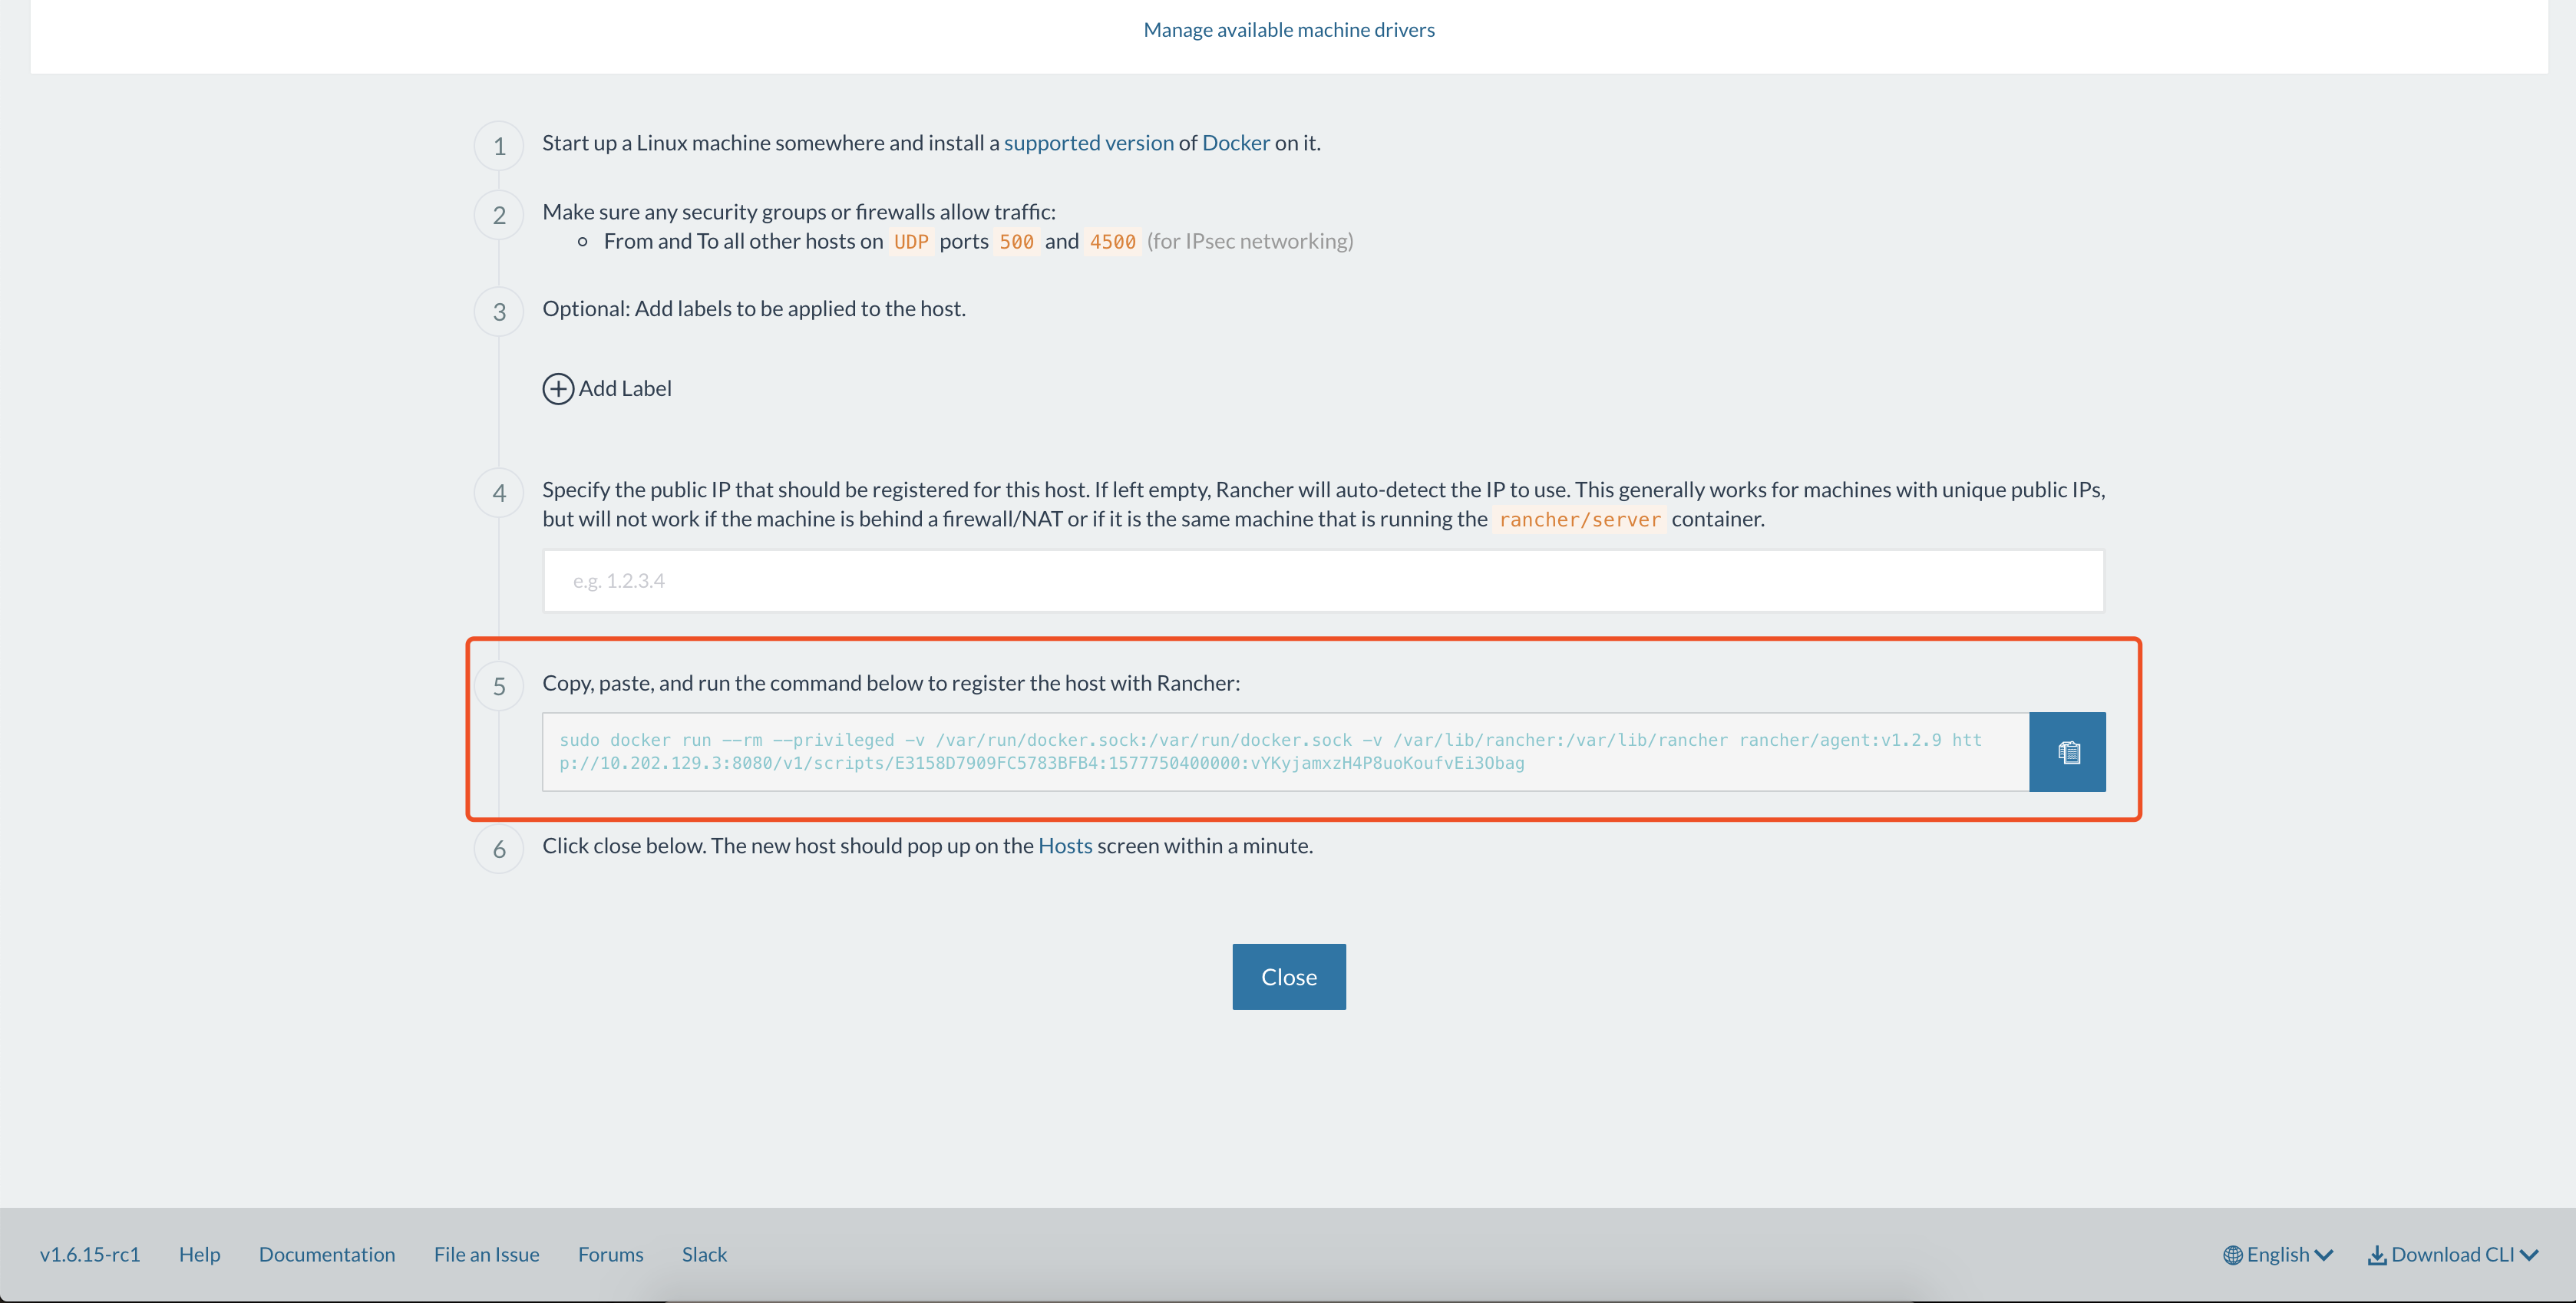 Manage available machine drivers
1
Start up a Linux machine somewhere and install a supported version of Docker on it.
2
Make sure any security groups or firewalls allow traffic:
From and To all other hosts on UDP ports 500 and 4500 (for IPsec networking)
3
Optional: Add labels to be applied to the host.
Add Label
4
Specify the public IP that should be registered for this host. If left empty, Rancher will auto-detect the IP to use. This generally works for machines with unique public IPs,
but will not work if the machine is behind a firewall/NAT or if it is the same machine that is running the rancher/server container.
e.g. 1.2.3.4
5
Copy, paste, and run the command below to register the host with Rancher:
sudo docker run --rm --privileged -v /var/run/docker.sock:/var/run/docker.sock -v /var/lib/rancher:/var/lib/rancher rancher/agent:v1.2.9 htt
p://10.202.129.3:8080/v1/scripts/E3158D7909FC5783BFB4:1577750400000:vYKyjamxzH4P8uoKoufvEi3Obag
6
Click close below. The new host should pop up on the Hosts screen within a minute.
Close
v1.6.15-rc1 Help Documentation File an Issue Forums Slack English Download CLI